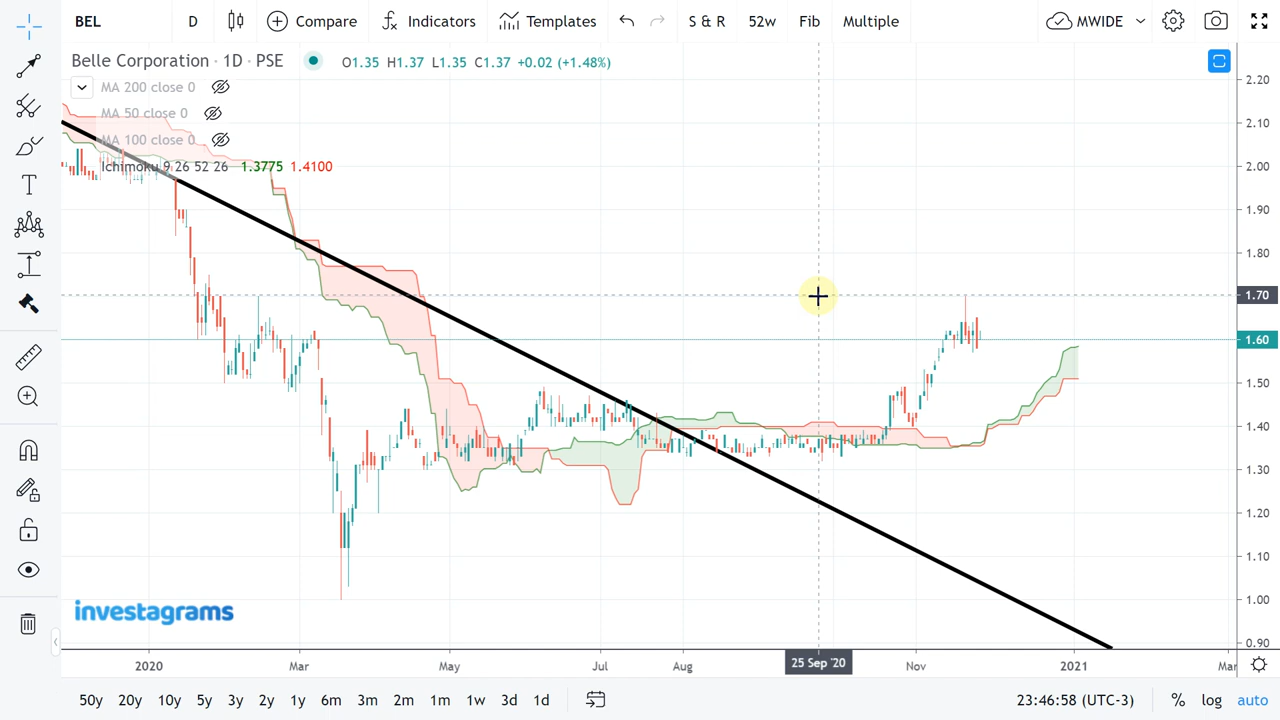 BEL D Compare Indicators Templates S & R 52w Fib Multiple MWIDE
Belle Corporation · 1D · PSE O1.35 H1.37 L1.35 C1.37 +0.02 (+1.48%)
MA 200 close 0
MA 50 close 0
MA 100 close 0
Ichimoku 9 26 52 26 1.3775 1.4100
2.20
2.10
2.00
1.90
1.80
1.70
1.60
1.50
1.40
1.30
1.20
1.10
1.00
0.90
investagrams
2020 Mar May Jul Aug 25 Sep '20 Nov 2021 Mar
50y 20y 10y 5y 3y 2y 1y 6m 3m 2m 1m 1w 3d 1d 23:46:58 (UTC-3) % log auto